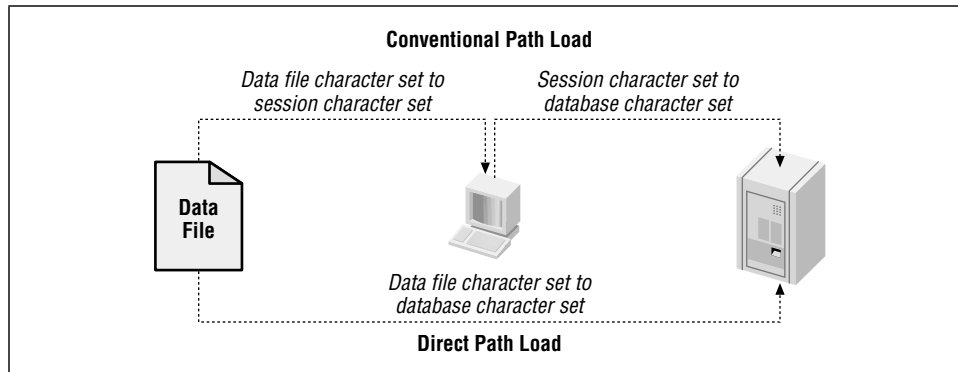 Conventional Path Load
Data file character set to
session character set
Session character set to
database character set
Data
File
Data file character set to
database character set
Direct Path Load